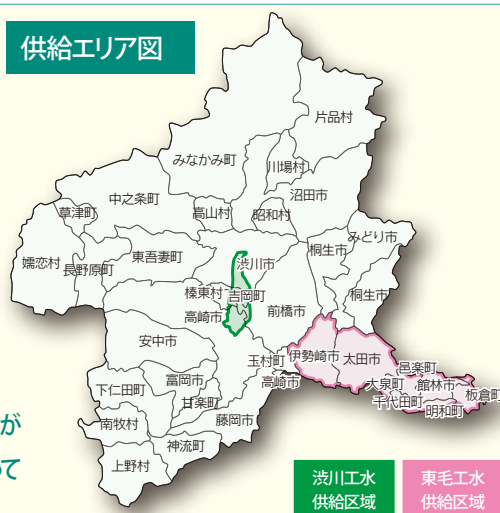 供給エリア図
片品村
みなかみ町
川場村
沼田市
中之条町
草津町
高山村
昭和村
みどり市
桐生市
嬬恋村
長野原町
東吾妻町
渋川市
榛東村
吉岡町
桐生市
高崎市
前橋市
安中市
玉村町
伊勢崎市
太田市
高崎市
邑楽町
大泉町
館林市
板倉町
千代田町
明和町
富岡市
下仁田町
甘楽町
藤岡市
南牧村
神流町
上野村
が
って
渋川工水
供給区域
東毛工水
供給区域